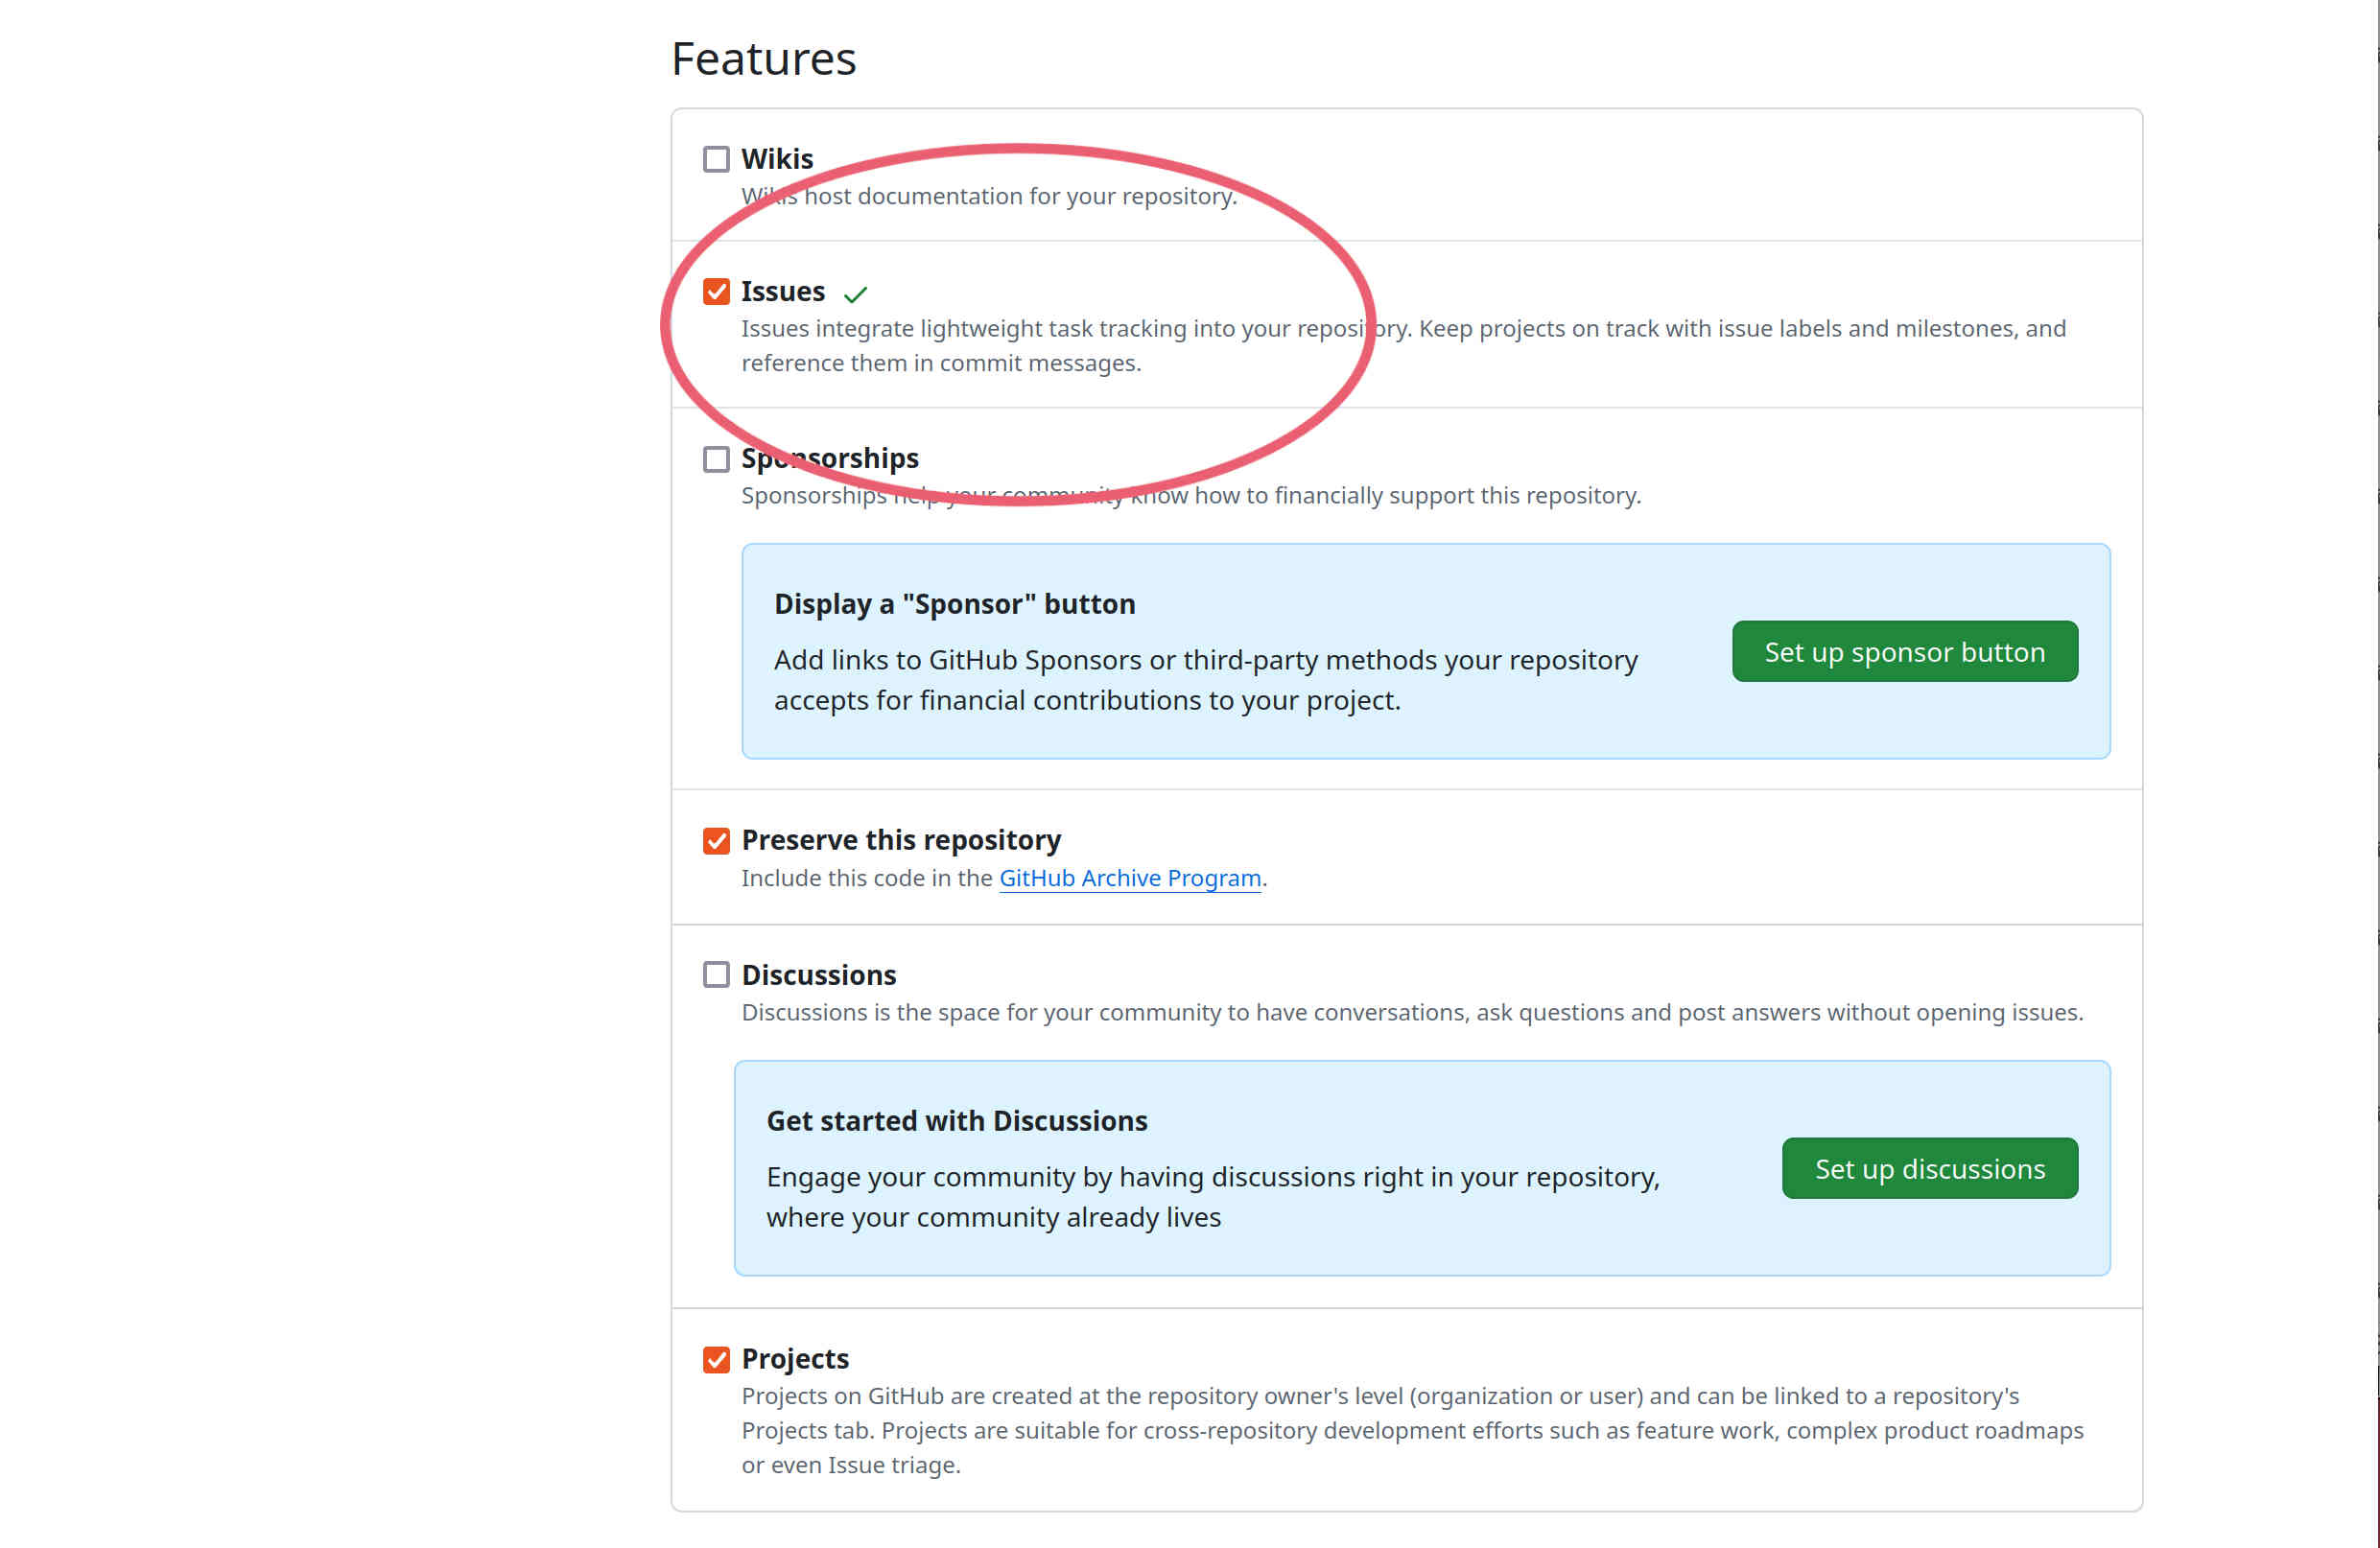 Features
Wikis
Wikis host documentation for your repository.
Issues
Issues integrate lightweight task tracking into your repository. Keep projects on track with issue labels and milestones, and
reference them in commit messages.
Sponsorships
Sponsorships help your community know how to financially support this repository.
Display a "Sponsor" button
Add links to GitHub Sponsors or third-party methods your repository
accepts for financial contributions to your project.
Set up sponsor button
Preserve this repository
Include this code in the GitHub Archive Program.
Discussions
Discussions is the space for your community to have conversations, ask questions and post answers without opening issues.
Get started with Discussions
Engage your community by having discussions right in your repository,
where your community already lives
Set up discussions
Projects
Projects on GitHub are created at the repository owner's level (organization or user) and can be linked to a repository's
Projects tab. Projects are suitable for cross-repository development efforts such as feature work, complex product roadmaps
or even Issue triage.